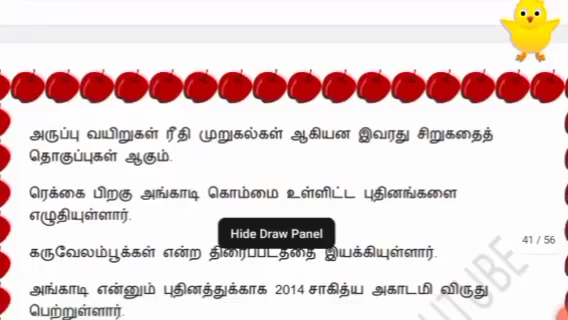 அருப்பு வயிறுகள் ரீதி முறுகல்கள் ஆகியன இவரது சிறுகதைத்
தொகுப்புகள் ஆகும்.
ரெக்கை பிறகு அங்காடி கொம்மை உள்ளிட்ட புதினங்களை
எழுதியுள்ளார்.
Hide Draw Panel
41 / 56
கருவேலம்பூக்கள் என்ற திரைப்படத்தை இயக்கியுள்ளார்.
அங்காடி என்னும் புதினத்துக்காக 2014 சாகித்ய அகாடமி விருது
பெற்றுள்ளார்.
UTUBE